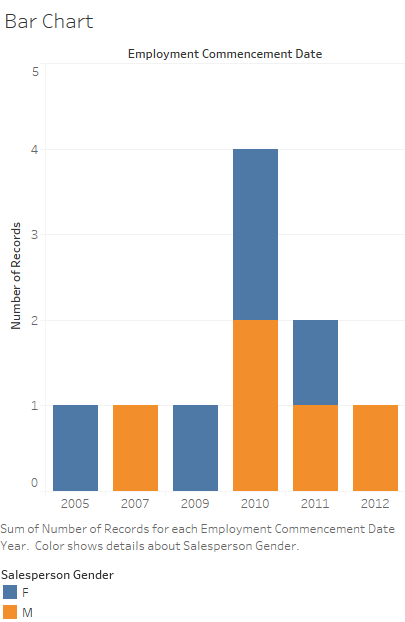 Bar Chart
Employment Commencement Date
Number of Records
5
4
3
2
1
0
2005 2007 2009 2010 2011 2012
Sum of Number of Records for each Employment Commencement Date
Year. Color shows details about Salesperson Gender.
Salesperson Gender
F
M